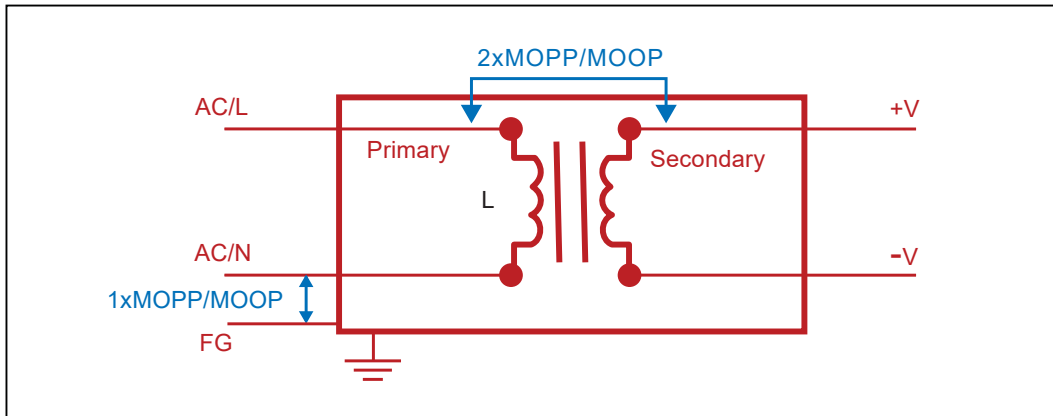 2xMOPP/MOOP
AC/L
+V
Primary
Secondary
L
AC/N
-V
1xMOPP/MOOP
FG